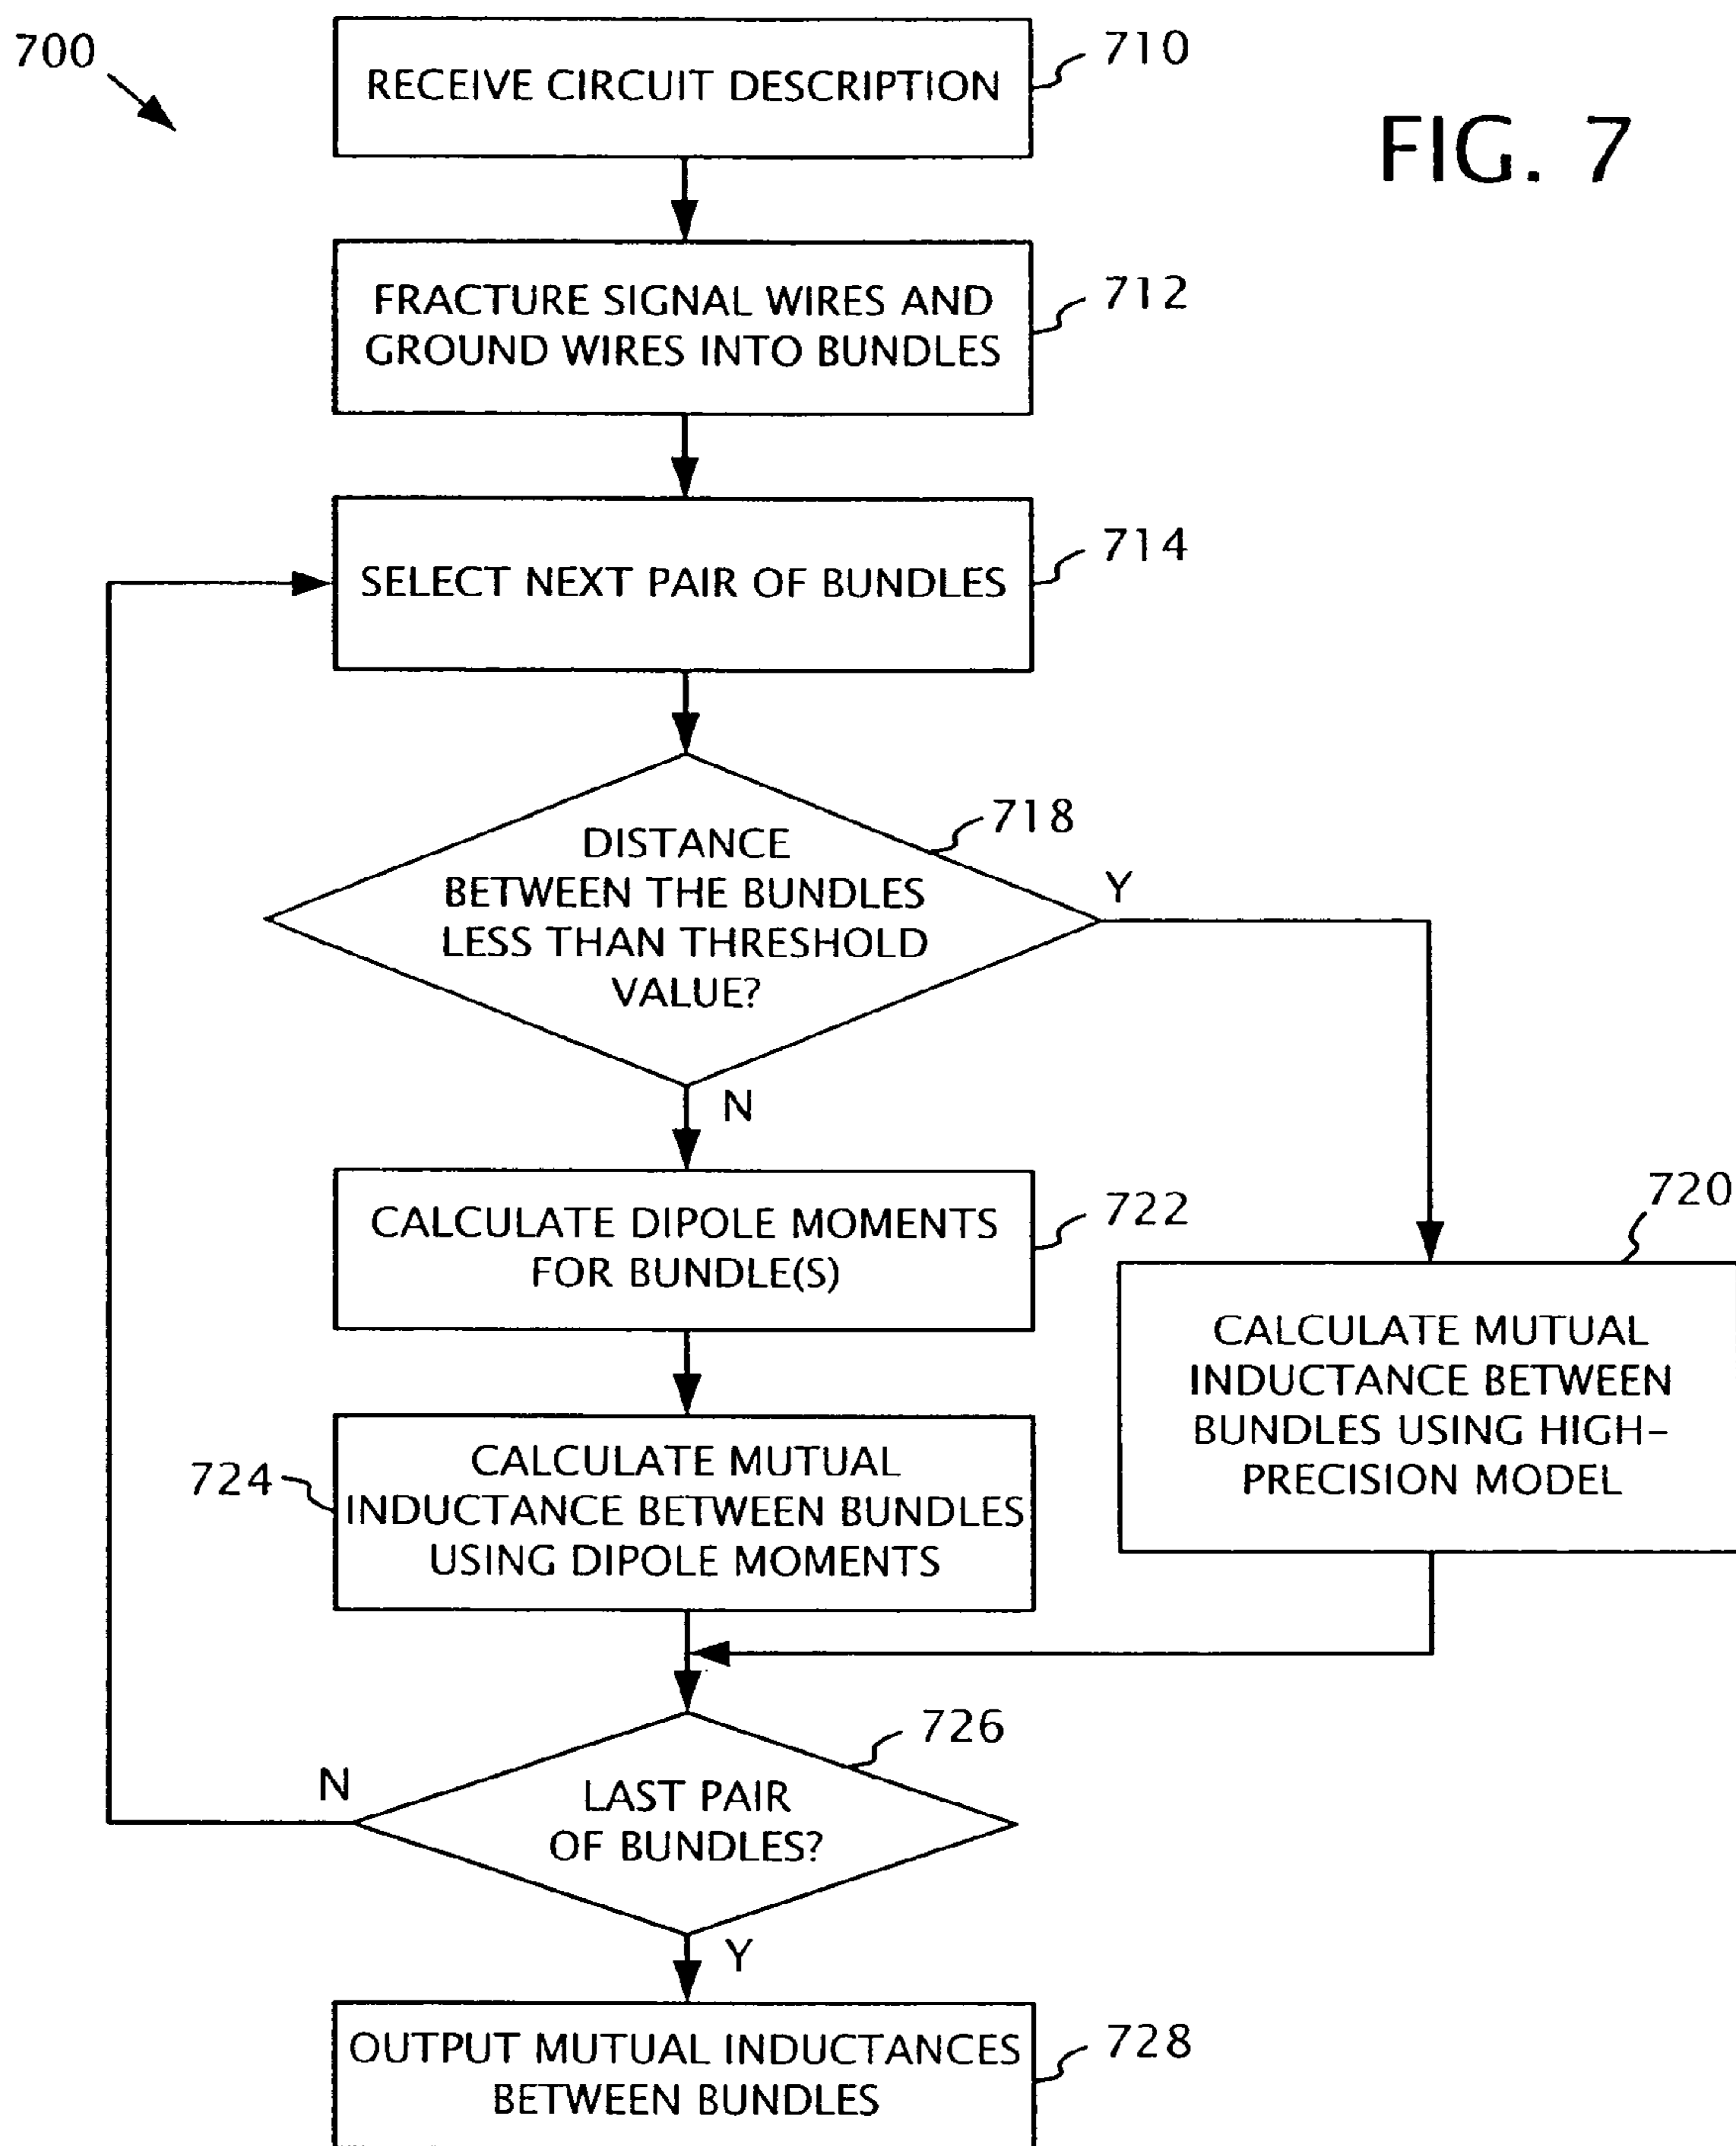 700
RECEIVE CIRCUIT DESCRIPTION
710
FIG. 7
FRACTURE SIGNAL WIRES AND
GROUND WIRES INTO BUNDLES
712
SELECT NEXT PAIR OF BUNDLES
714
DISTANCE
BETWEEN THE BUNDLES
LESS THAN THRESHOLD
VALUE?
718
Y
N
CALCULATE DIPOLE MOMENTS
FOR BUNDLE(S)
722
720
CALCULATE MUTUAL
INDUCTANCE BETWEEN
BUNDLES USING HIGH-
PRECISION MODEL
724
CALCULATE MUTUAL
INDUCTANCE BETWEEN BUNDLES
USING DIPOLE MOMENTS
726
LAST PAIR
OF BUNDLES?
N
Y
OUTPUT MUTUAL INDUCTANCES
BETWEEN BUNDLES
728